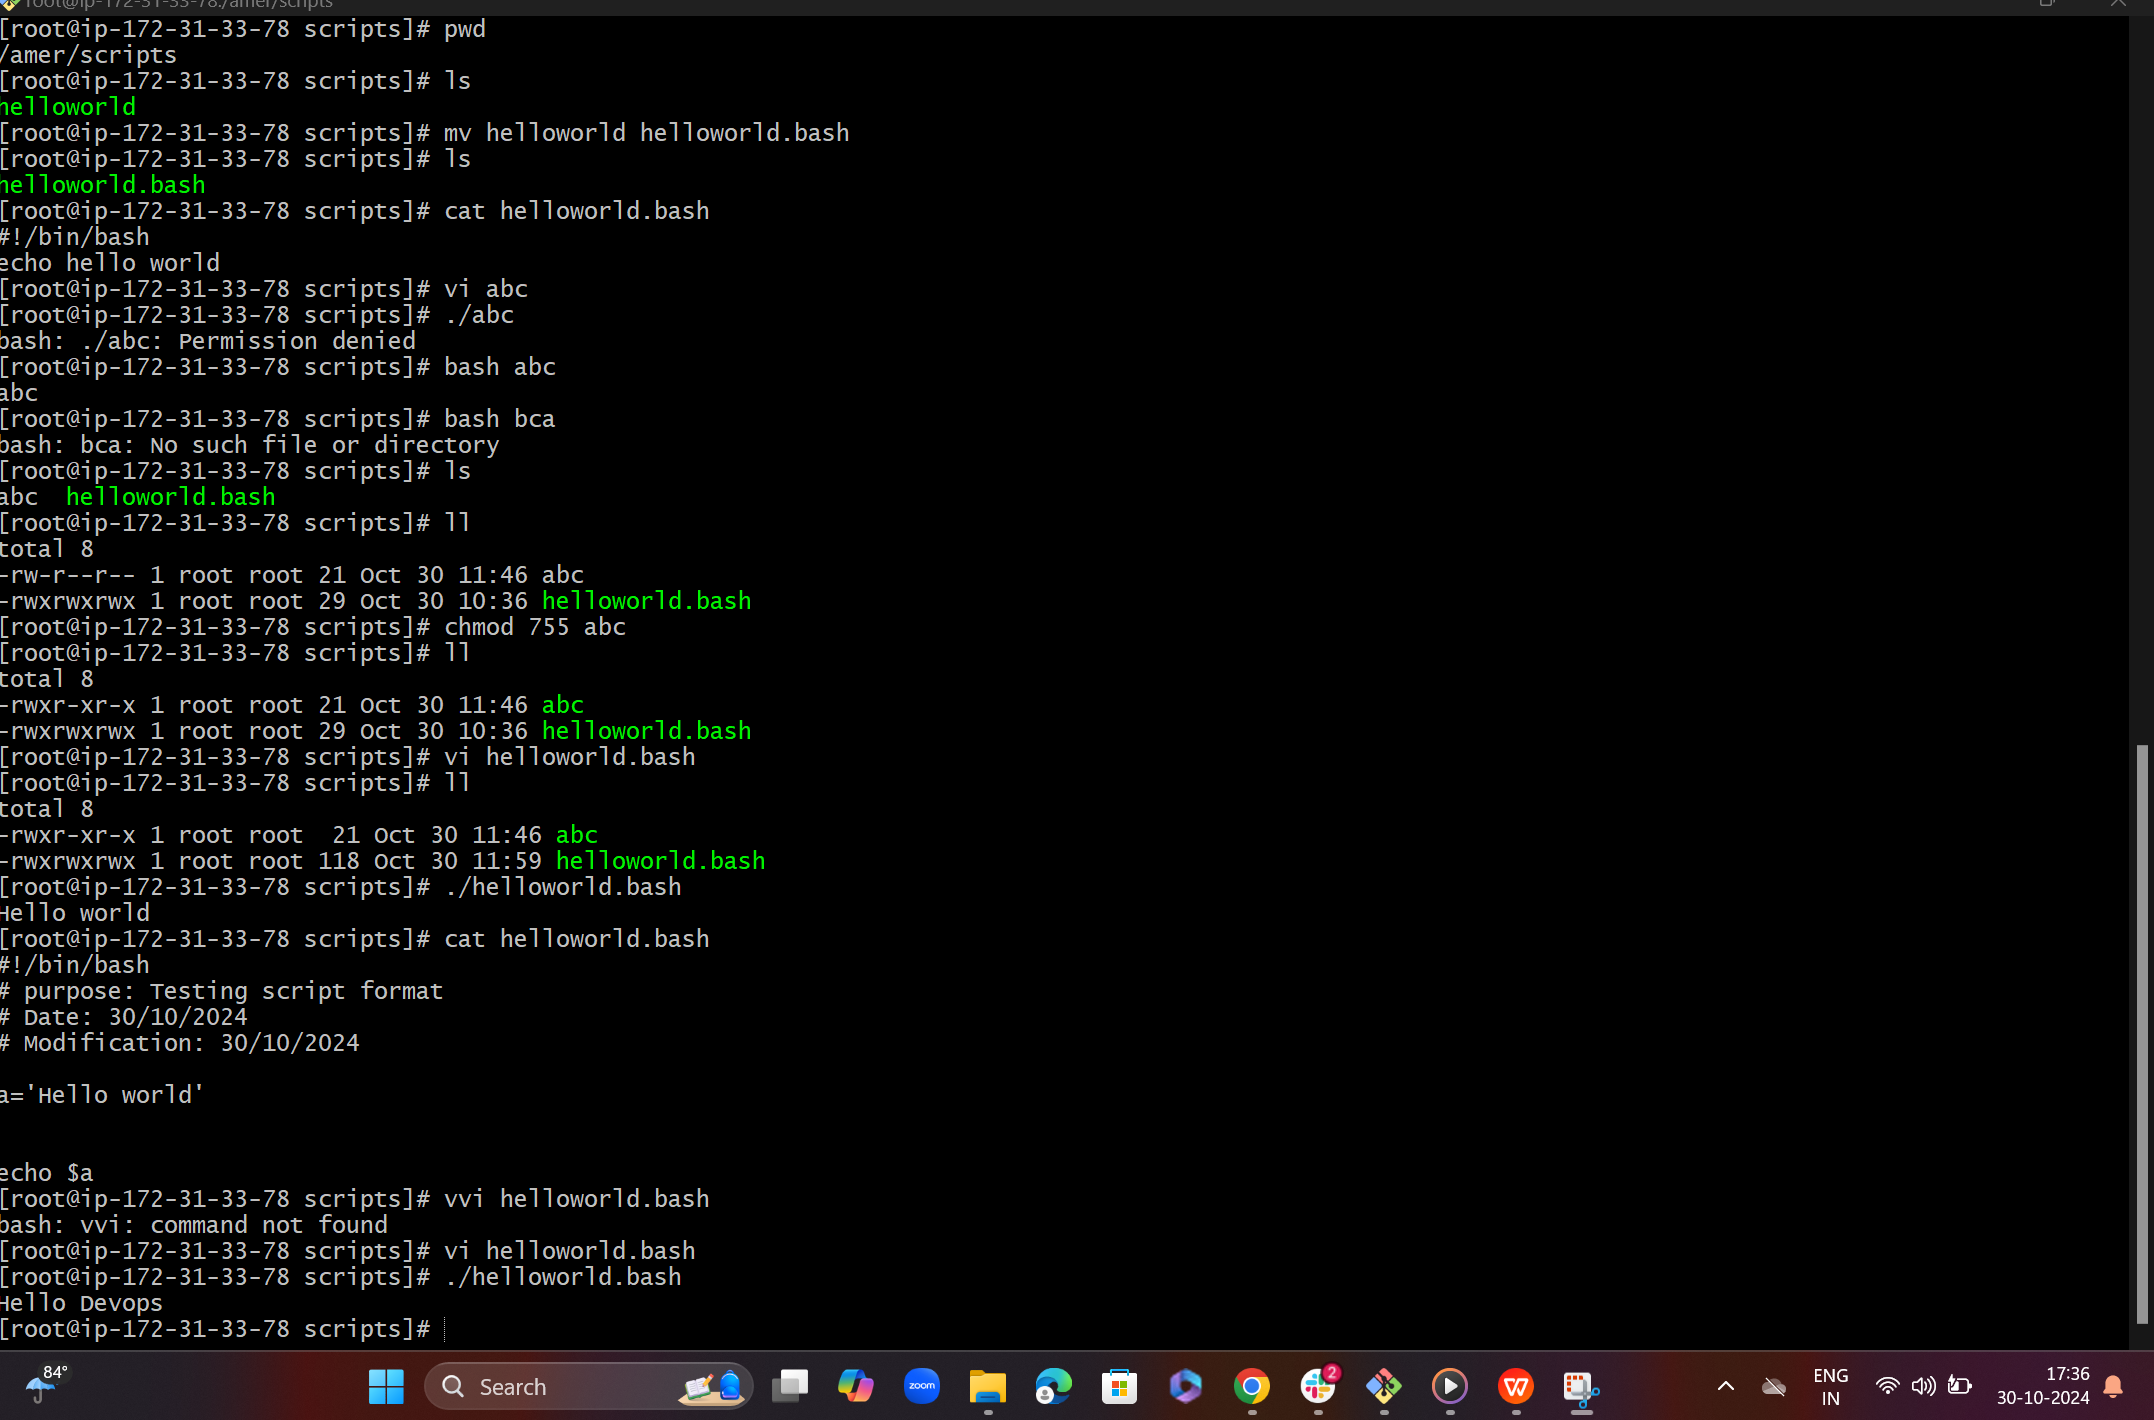 root@ip-172-31-33-78:/amer/scripts
[root@ip-172-31-33-78 scripts]# pwd
/amer/scripts
[root@ip-172-31-33-78 scripts]# ls
helloworld
[root@ip-172-31-33-78 scripts]# mv helloworld helloworld.bash
[root@ip-172-31-33-78 scripts]# ls
helloworld.bash
[root@ip-172-31-33-78 scripts]# cat helloworld.bash
#!/bin/bash
echo hello world
[root@ip-172-31-33-78 scripts]# vi abc
[root@ip-172-31-33-78 scripts]# ./abc
bash: ./abc: Permission denied
[root@ip-172-31-33-78 scripts]# bash abc
abc
[root@ip-172-31-33-78 scripts]# bash bca
bash: bca: No such file or directory
[root@ip-172-31-33-78 scripts]# ls
abc  helloworld.bash
[root@ip-172-31-33-78 scripts]# ll
total 8
-rw-r--r-- 1 root root 21 Oct 30 11:46 abc
-rwxrwxrwx 1 root root 29 Oct 30 10:36 helloworld.bash
[root@ip-172-31-33-78 scripts]# chmod 755 abc
[root@ip-172-31-33-78 scripts]# ll
total 8
-rwxr-xr-x 1 root root 21 Oct 30 11:46 abc
-rwxrwxrwx 1 root root 29 Oct 30 10:36 helloworld.bash
[root@ip-172-31-33-78 scripts]# vi helloworld.bash
[root@ip-172-31-33-78 scripts]# ll
total 8
-rwxr-xr-x 1 root root  21 Oct 30 11:46 abc
-rwxrwxrwx 1 root root 118 Oct 30 11:59 helloworld.bash
[root@ip-172-31-33-78 scripts]# ./helloworld.bash
Hello world
[root@ip-172-31-33-78 scripts]# cat helloworld.bash
#!/bin/bash
# purpose: Testing script format
# Date: 30/10/2024
# Modification: 30/10/2024
a='Hello world'
echo $a
[root@ip-172-31-33-78 scripts]# vvi helloworld.bash
bash: vvi: command not found
[root@ip-172-31-33-78 scripts]# vi helloworld.bash
[root@ip-172-31-33-78 scripts]# ./helloworld.bash
Hello Devops
[root@ip-172-31-33-78 scripts]#
84°
Search
zoom
2
W
ENG
IN
17:36
30-10-2024